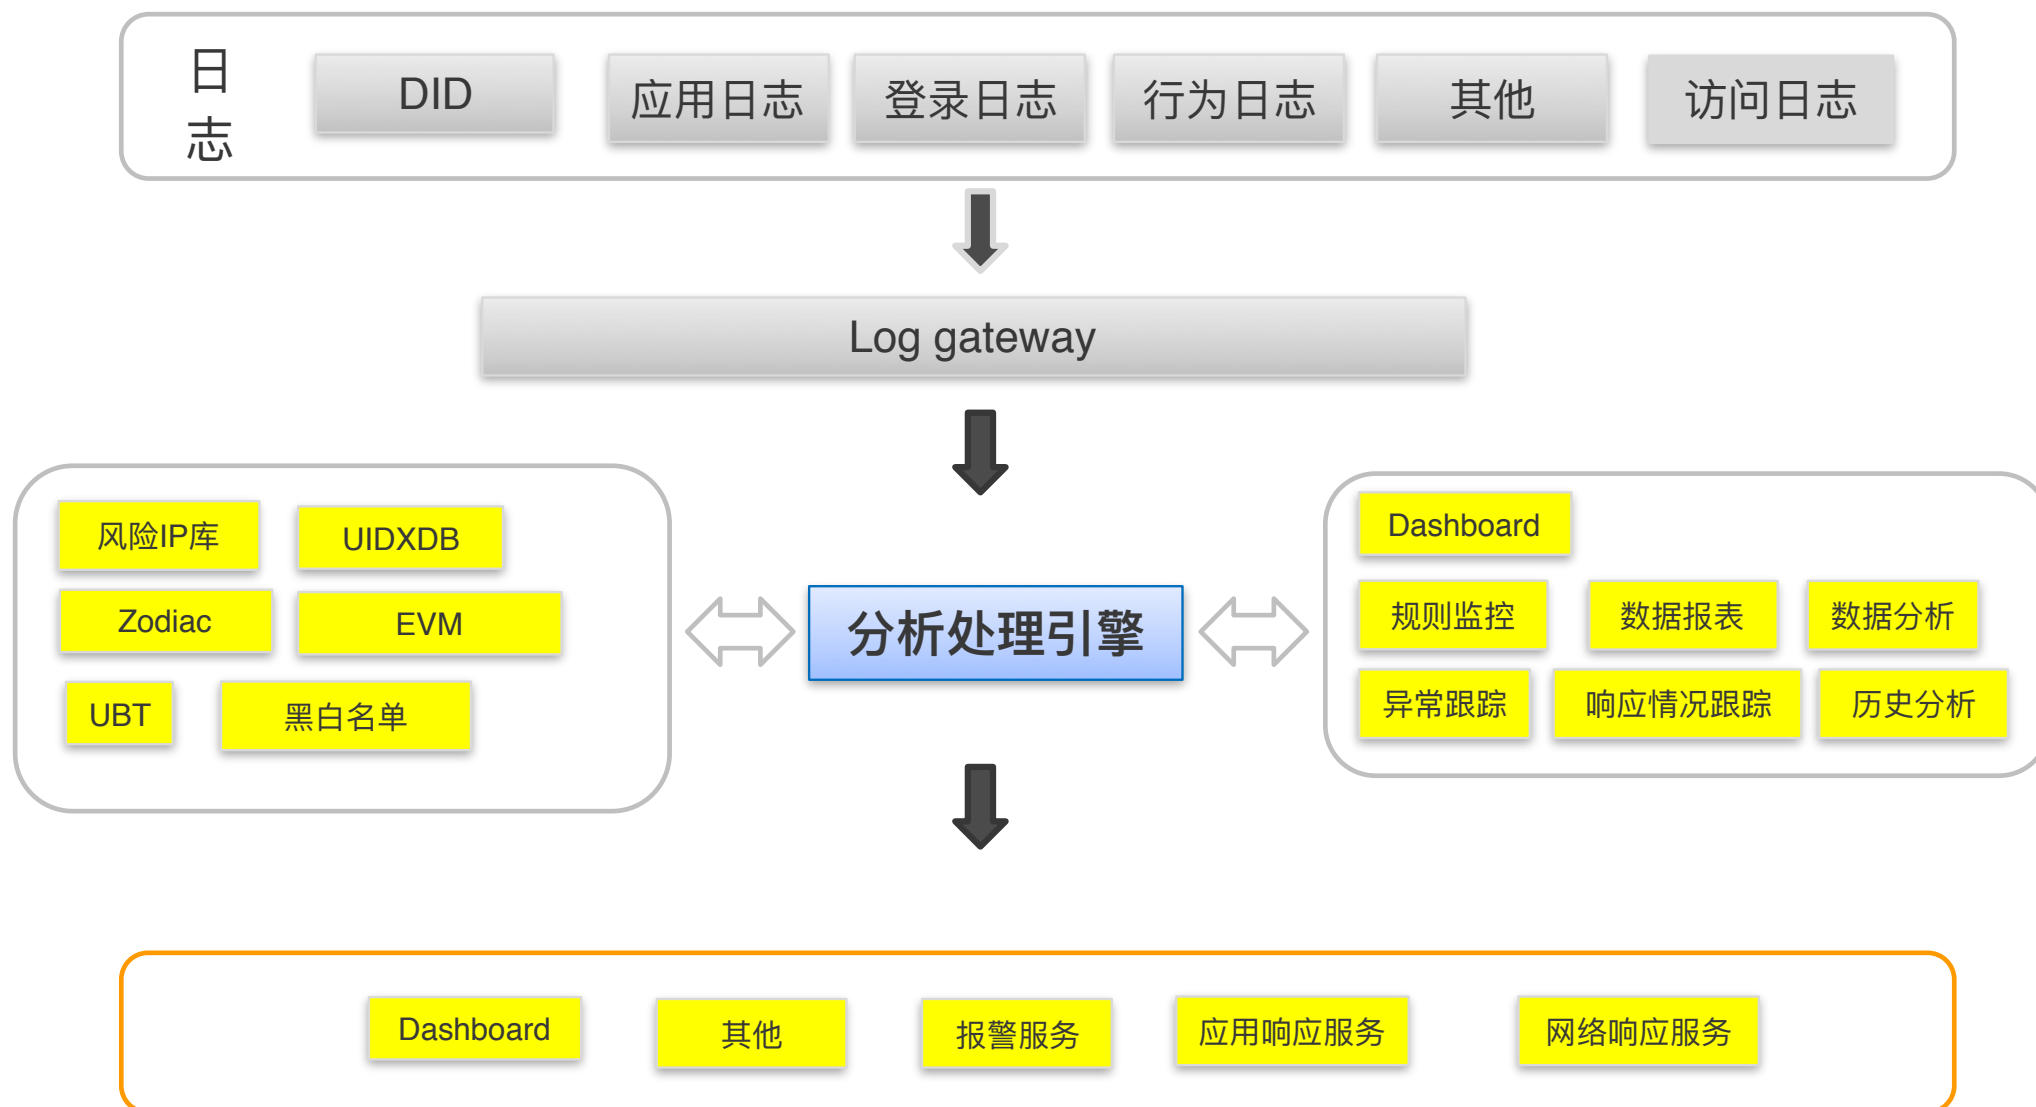 日
志
DID
应用日志
登录日志
行为日志
其他
访问日志
Log gateway
风险IP库
UIDXDB
Zodiac
EVM
UBT
黑白名单
分析处理引擎
Dashboard
规则监控
数据报表
数据分析
异常跟踪
响应情况跟踪
历史分析
Dashboard
其他
报警服务
应用响应服务
网络响应服务